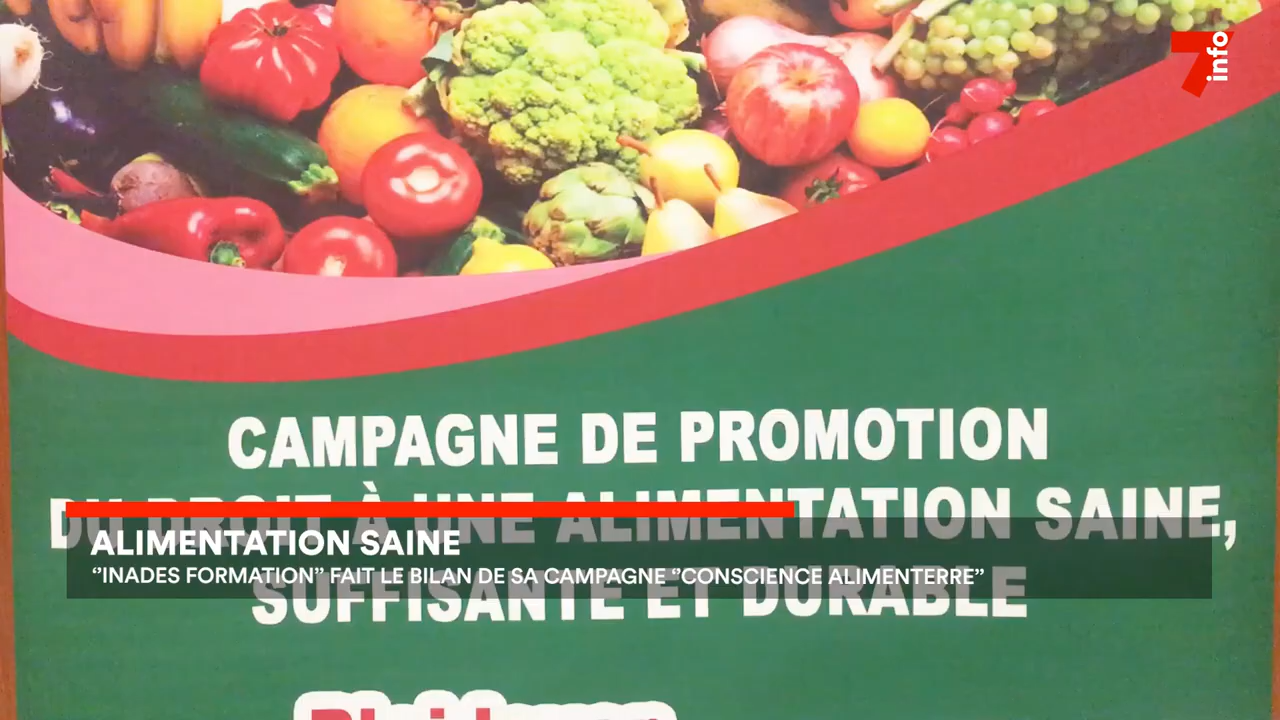 7info
CAMPAGNE DE PROMOTION
DU DROIT À UNE ALIMENTATION SAINE,
ALIMENTATION SAINE
‘’INADES FORMATION’’ FAIT LE BILAN DE SA CAMPAGNE ‘’CONSCIENCE ALIMENTERRE’’
SUFFISANTE ET DURABLE